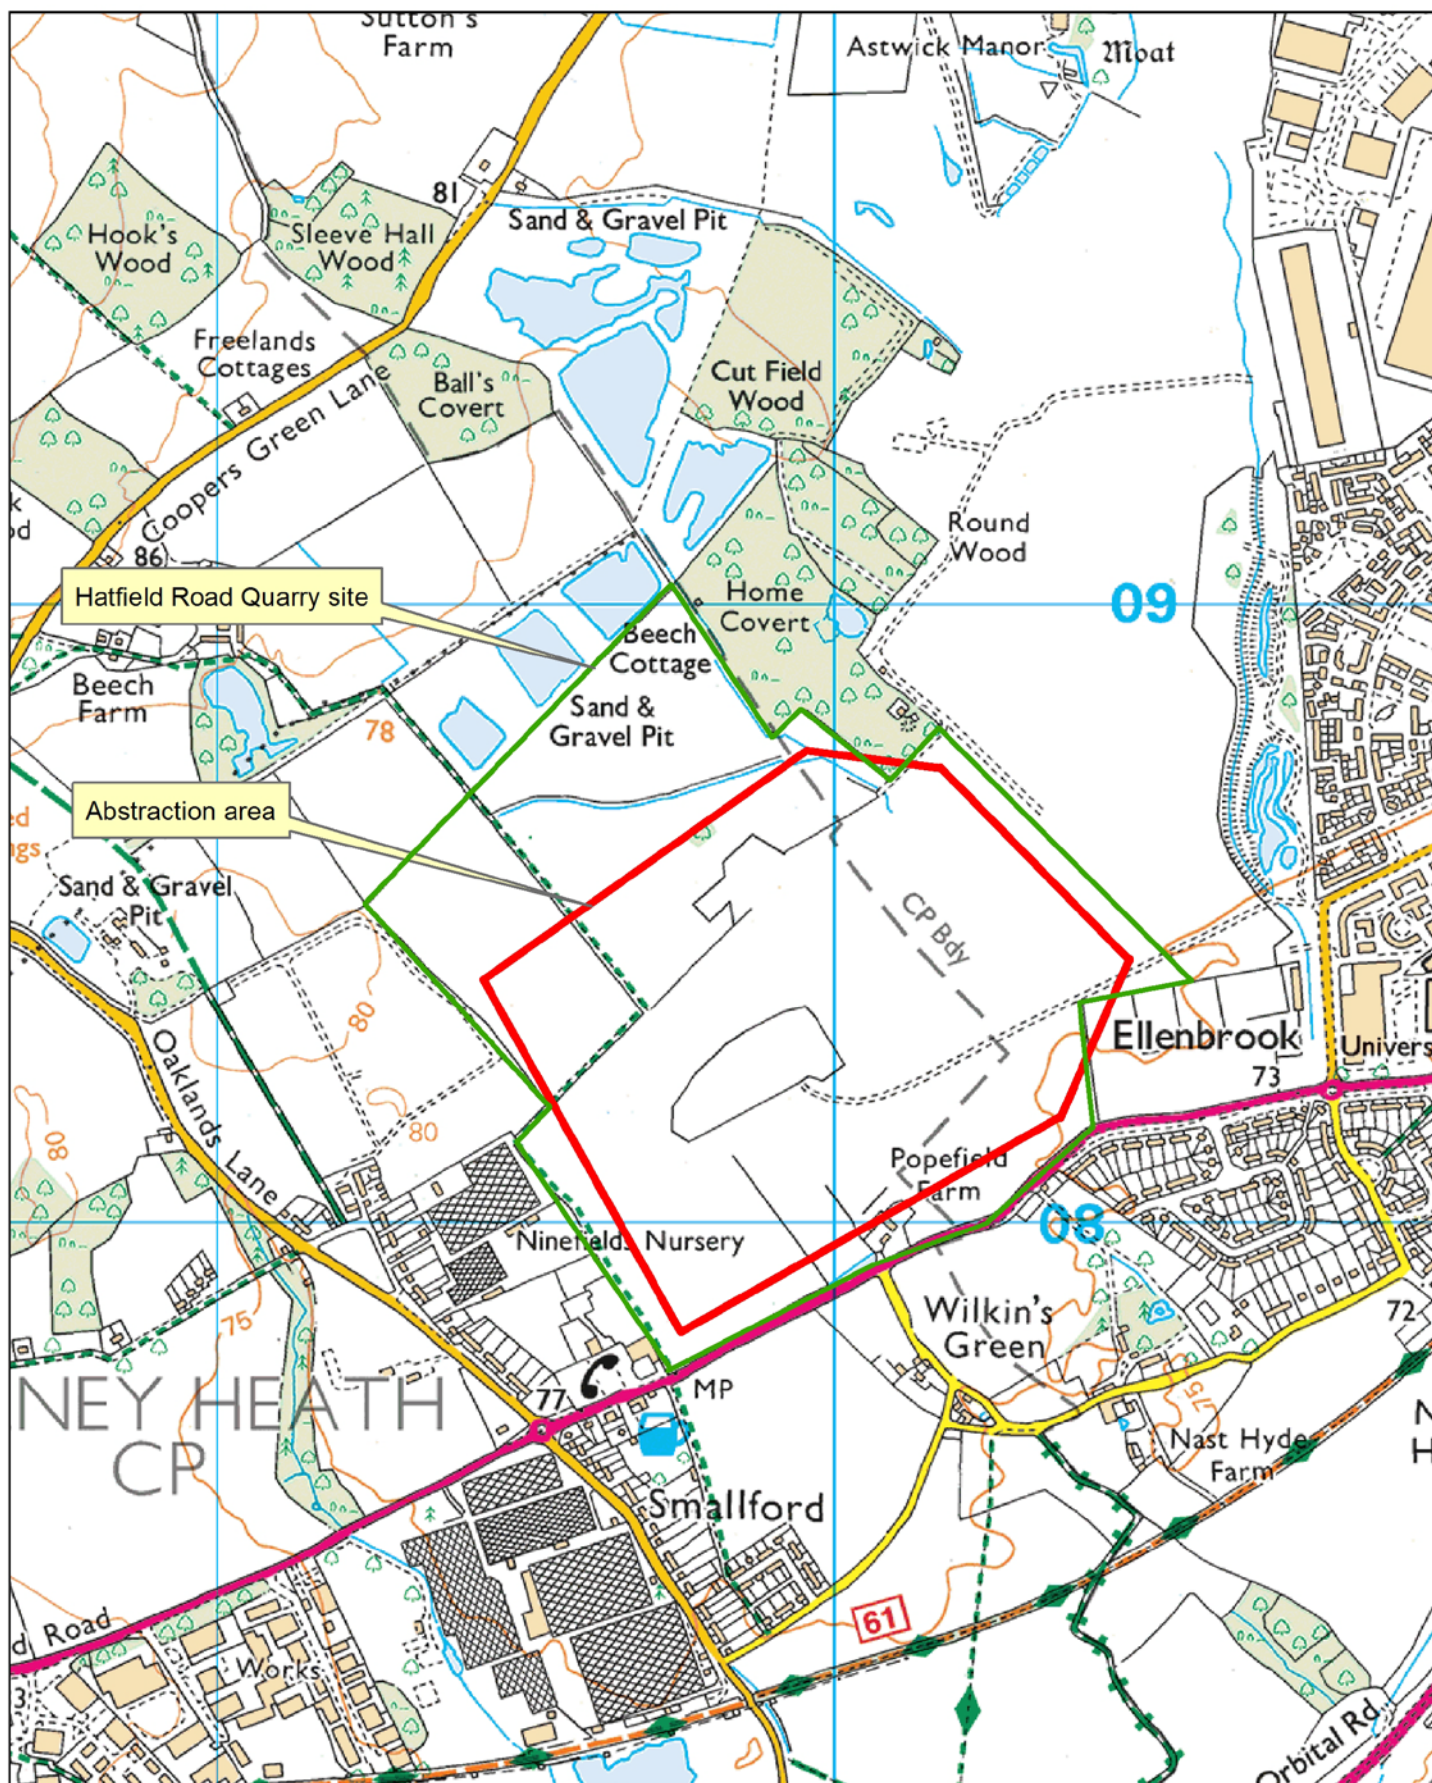 Sutton's
Farm
Astwick Manor
Moat
81
Sand & Gravel Pit
Hook's
Wood
Sleeve Hall
Wood
Freelands
Cottages
Ball's
Covert
Cut Field
Wood
Coopers Green Lane
Round
Wood
86
Hatfield Road Quarry site
Home
Covert
09
Beech
Cottage
Beech
Farm
78
Sand &
Gravel Pit
Abstraction area
Sand & Gravel
Pit
CP Bdy
80
Ellenbrook
Univers
73
Oaklands Lane
80
80
Popefield
Farm
08
Ninefields Nursery
75
Wilkin's
Green
72
NEY HEATH
CP
77
MP
75
Nast Hyde
Farm
N
H
Smallford
61
d Road
Works
3
Orbital Rd